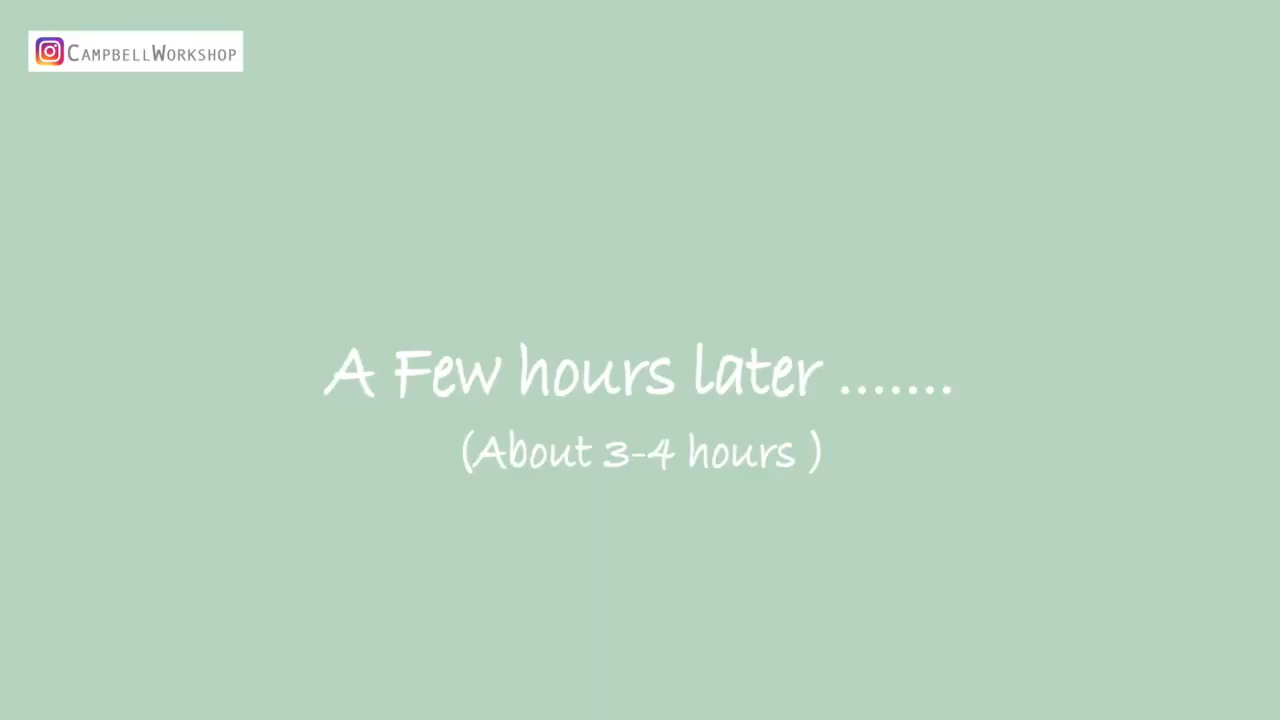 CampbellWorkshop
A Few hours later .......
(About 3-4 hours )